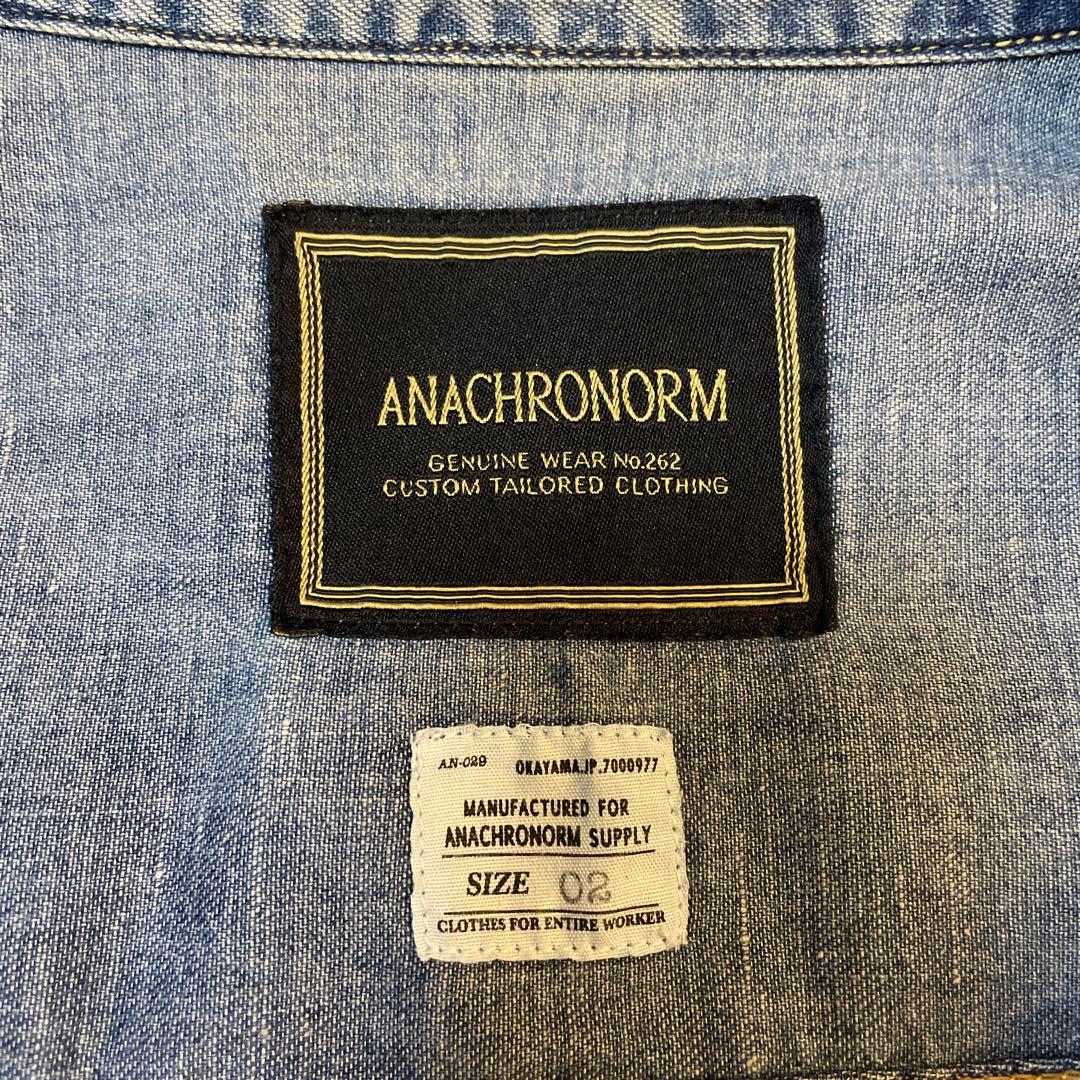 ANACHRONORM
GENUINE WEAR No.262
CUSTOM TAILORED CLOTHING
AN-029 OKAYAMA.JP.7000977
MANUFACTURED FOR
ANACHRONORM SUPPLY
SIZE 02
CLOTHES FOR ENTIRE WORKER